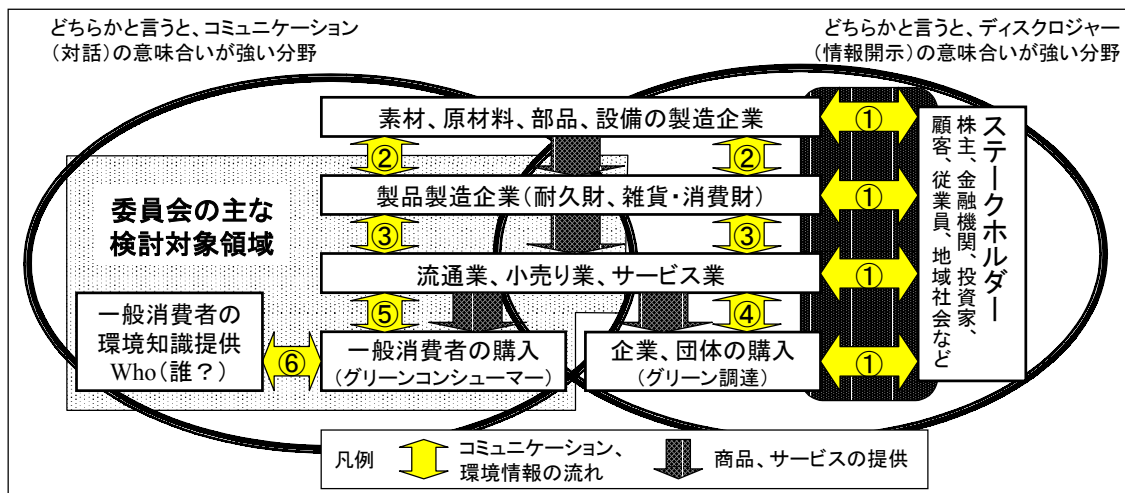 どちらかと言うと、コミュニケーション
（対話）の意味合いが強い分野
どちらかと言うと、ディスクロジャー
（情報開示）の意味合いが強い分野
素材、原材料、部品、設備の製造企業
①
②
②
製品製造企業（耐久財、雑貨・消費財）
①
委員会の主な
検討対象領域
③
③
流通業、小売り業、サービス業
①
⑤
④
一般消費者の
環境知識提供
Who（誰？）
⑥
一般消費者の購入
（グリーンコンシューマー）
企業、団体の購入
（グリーン調達）
①
ステークホルダー
株主、金融機関、投資家、
顧客、従業員、地域社会など
凡例
コミュニケーション、
環境情報の流れ
商品、サービスの提供